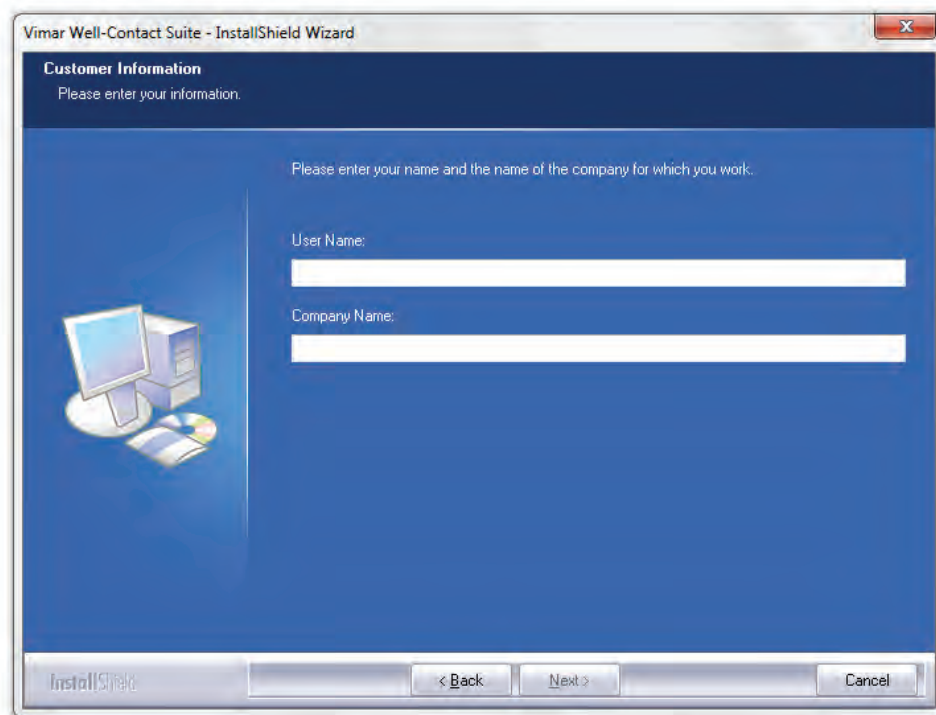 Vimar Well-Contact Suite - InstallShield Wizard
X
Customer Information
Please enter your information.
Please enter your name and the name of the company for which you work.
User Name:
Company Name:
InstallShield
< Back
Next >
Cancel